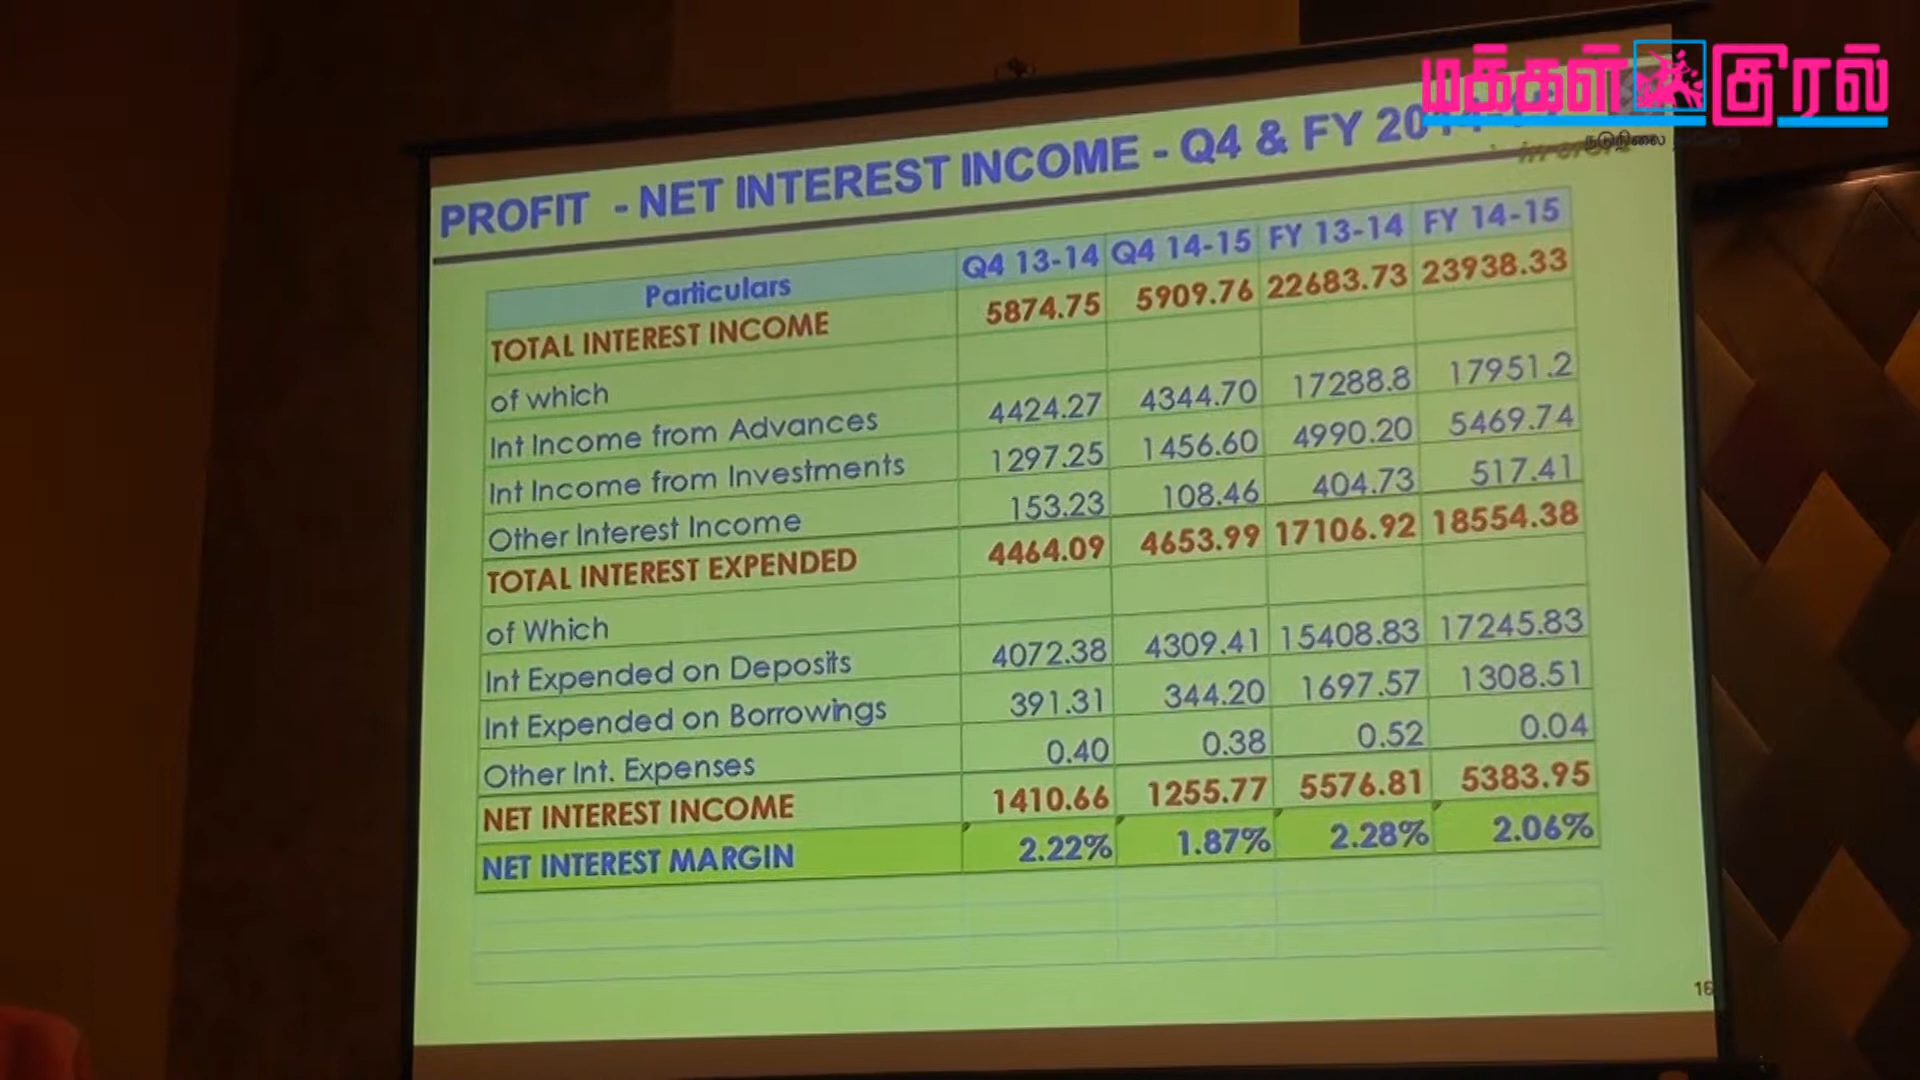 மக்கள் குரல்
நடுநிலை
PROFIT - NET INTEREST INCOME - Q4 & FY 2014-15
Particulars Q4 13-14 Q4 14-15 FY 13-14 FY 14-15
TOTAL INTEREST INCOME 5874.75 5909.76 22683.73 23938.33
of which
Int Income from Advances 4424.27 4344.70 17288.8 17951.2
Int Income from Investments 1297.25 1456.60 4990.20 5469.74
Other Interest Income 153.23 108.46 404.73 517.41
TOTAL INTEREST EXPENDED 4464.09 4653.99 17106.92 18554.38
of Which
Int Expended on Deposits 4072.38 4309.41 15408.83 17245.83
Int Expended on Borrowings 391.31 344.20 1697.57 1308.51
Other Int. Expenses 0.40 0.38 0.52 0.04
NET INTEREST INCOME 1410.66 1255.77 5576.81 5383.95
NET INTEREST MARGIN 2.22% 1.87% 2.28% 2.06%
16